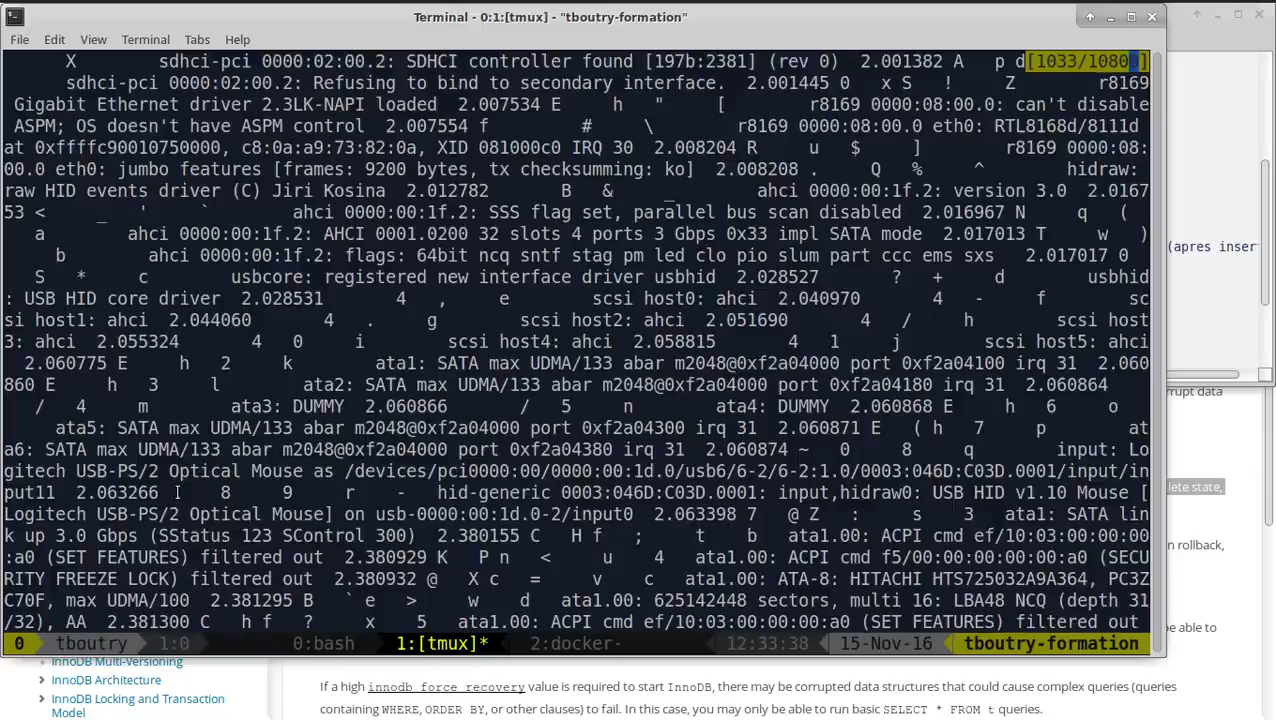 Terminal - 0:1:[tmux] - "tboutry-formation"
File Edit View Terminal Tabs Help
X sdhci-pci 0000:02:00.2: SDHCI controller found [197b:2381] (rev 0) 2.001382 A p d[1033/1080]
sdhci-pci 0000:02:00.2: Refusing to bind to secondary interface. 2.001445 0 x S ! Z r8169
Gigabit Ethernet driver 2.3LK-NAPI loaded 2.007534 E h " [ r8169 0000:08:00.0: can't disable
ASPM; OS doesn't have ASPM control 2.007554 f # \ r8169 0000:08:00.0 eth0: RTL8168d/8111d
at 0xffffc90010750000, c8:0a:a9:73:82:0a, XID 081000c0 IRQ 30 2.008204 R u $ ] r8169 0000:08:
00.0 eth0: jumbo features [frames: 9200 bytes, tx checksumming: ko] 2.008208 . Q % ^ hidraw:
raw HID events driver (C) Jiri Kosina 2.012782 B & _ ahci 0000:00:1f.2: version 3.0 2.0167
53 < _ ' ` ahci 0000:00:1f.2: SSS flag set, parallel bus scan disabled 2.016967 N q (
a ahci 0000:00:1f.2: AHCI 0001.0200 32 slots 4 ports 3 Gbps 0x33 impl SATA mode 2.017013 T w )
b ahci 0000:00:1f.2: flags: 64bit ncq sntf stag pm led clo pio slum part ccc ems sxs 2.017017 0
S * c usbcore: registered new interface driver usbhid 2.028527 ? + d usbhid
: USB HID core driver 2.028531 4 , e scsi host0: ahci 2.040970 4 - f sc
si host1: ahci 2.044060 4 . g scsi host2: ahci 2.051690 4 / h scsi host
3: ahci 2.055324 4 0 i scsi host4: ahci 2.058815 4 1 j scsi host5: ahci
2.060775 E h 2 k ata1: SATA max UDMA/133 abar m2048@0xf2a04000 port 0xf2a04100 irq 31 2.060
860 E h 3 l ata2: SATA max UDMA/133 abar m2048@0xf2a04000 port 0xf2a04180 irq 31 2.060864
/ 4 m ata3: DUMMY 2.060866 / 5 n ata4: DUMMY 2.060868 E h 6 o
ata5: SATA max UDMA/133 abar m2048@0xf2a04000 port 0xf2a04300 irq 31 2.060871 E ( h 7 p at
a6: SATA max UDMA/133 abar m2048@0xf2a04000 port 0xf2a04380 irq 31 2.060874 ~ 0 8 q input: Lo
gitech USB-PS/2 Optical Mouse as /devices/pci0000:00/0000:00:1d.0/usb6/6-2/6-2:1.0/0003:046D:C03D.0001/input/in
put11 2.063266 8 9 r - hid-generic 0003:046D:C03D.0001: input,hidraw0: USB HID v1.10 Mouse [
Logitech USB-PS/2 Optical Mouse] on usb-0000:00:1d.0-2/input0 2.063398 7 @ Z : s 3 ata1: SATA lin
k up 3.0 Gbps (SStatus 123 SControl 300) 2.380155 C H f ; t b ata1.00: ACPI cmd ef/10:03:00:00:00
:a0 (SET FEATURES) filtered out 2.380929 K P n < u 4 ata1.00: ACPI cmd f5/00:00:00:00:00:a0 (SECU
RITY FREEZE LOCK) filtered out 2.380932 @ X c = v c ata1.00: ATA-8: HITACHI HTS725032A9A364, PC3Z
C70F, max UDMA/100 2.381295 B ` e > w d ata1.00: 625142448 sectors, multi 16: LBA48 NCQ (depth 31
/32), AA 2.381300 C h f ? x 5 ata1.00: ACPI cmd ef/10:03:00:00:00:a0 (SET FEATURES) filtered out
0 tboutry 1:0 0:bash 1:[tmux]* 2:docker- 12:33:38 15-Nov-16 tboutry-formation
(apres inser
rrupt data
lete state,
n rollback,
be able to
InnoDB Multi-Versioning
InnoDB Architecture
InnoDB Locking and Transaction
Model
If a high innodb_force_recovery value is required to start InnoDB, there may be corrupted data structures that could cause complex queries (queries
containing WHERE, ORDER BY, or other clauses) to fail. In this case, you may only be able to run basic SELECT * FROM t queries.